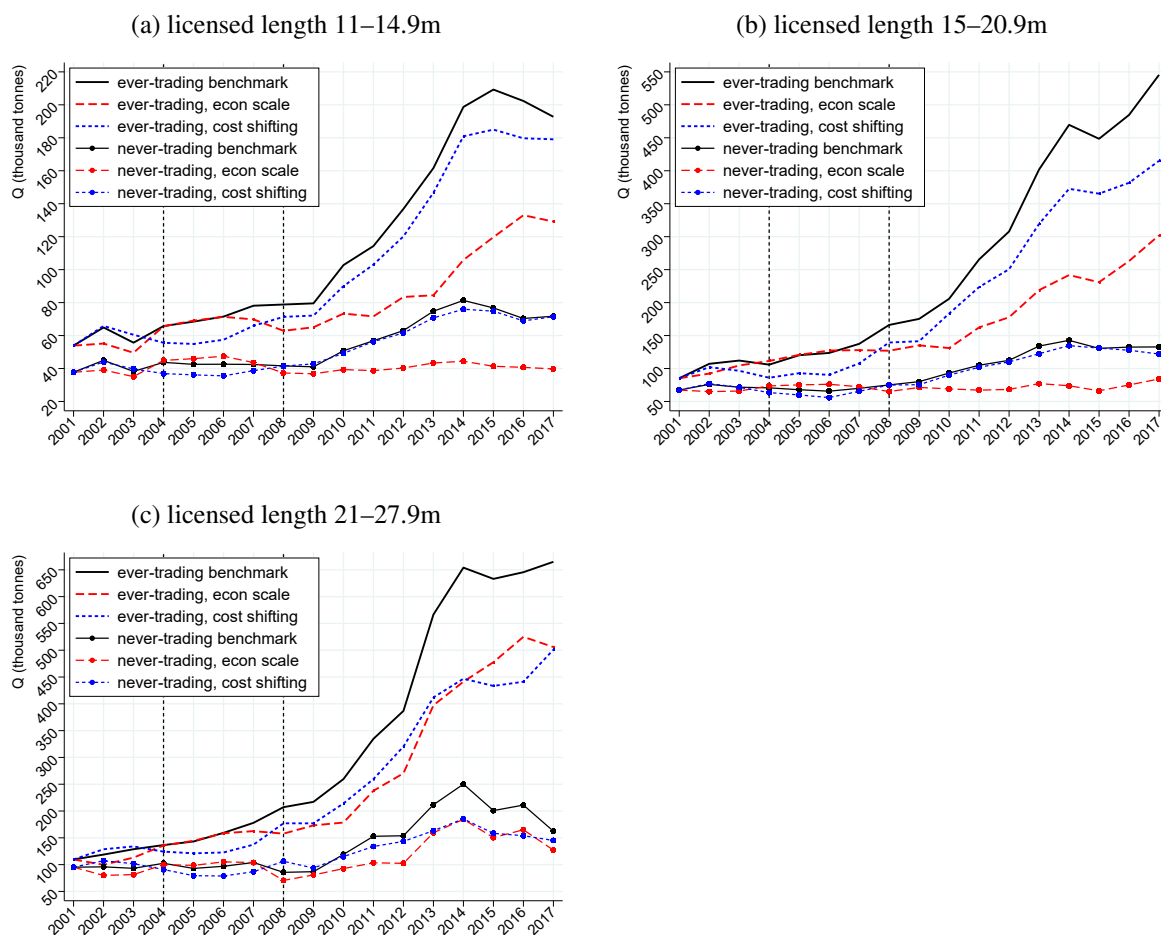 (a) licensed length 11–14.9m
Q (thousand tonnes)
220
200
180
160
140
120
100
80
60
40
20
ever-trading benchmark
ever-trading, econ scale
ever-trading, cost shifting
never-trading benchmark
never-trading, econ scale
never-trading, cost shifting
2001 2002 2003 2004 2005 2006 2007 2008 2009 2010 2011 2012 2013 2014 2015 2016 2017
(b) licensed length 15–20.9m
Q (thousand tonnes)
550
500
450
400
350
300
250
200
150
100
50
ever-trading benchmark
ever-trading, econ scale
ever-trading, cost shifting
never-trading benchmark
never-trading, econ scale
never-trading, cost shifting
2001 2002 2003 2004 2005 2006 2007 2008 2009 2010 2011 2012 2013 2014 2015 2016 2017
(c) licensed length 21–27.9m
Q (thousand tonnes)
650
600
550
500
450
400
350
300
250
200
150
100
50
ever-trading benchmark
ever-trading, econ scale
ever-trading, cost shifting
never-trading benchmark
never-trading, econ scale
never-trading, cost shifting
2001 2002 2003 2004 2005 2006 2007 2008 2009 2010 2011 2012 2013 2014 2015 2016 2017